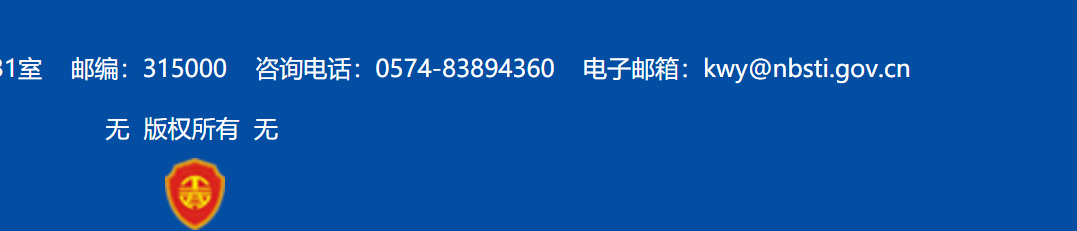 31室 邮编：315000 咨询电话：0574-83894360 电子邮箱：kwy@nbsti.gov.cn
无 版权所有 无